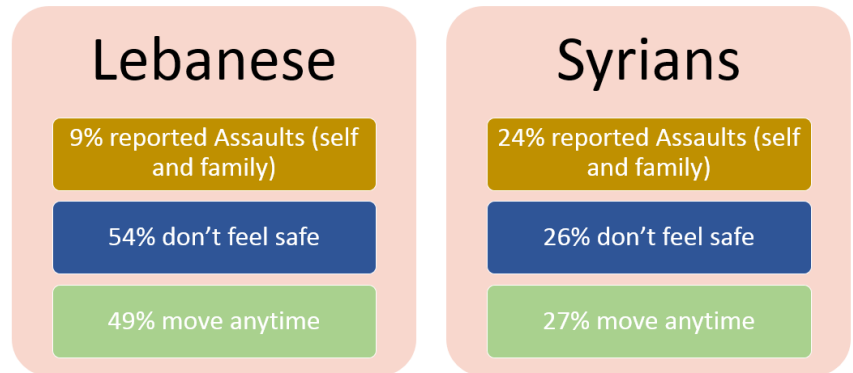 Lebanese
9% reported Assaults (self
and family)
54% don’t feel safe
49% move anytime
Syrians
24% reported Assaults (self
and family)
26% don’t feel safe
27% move anytime